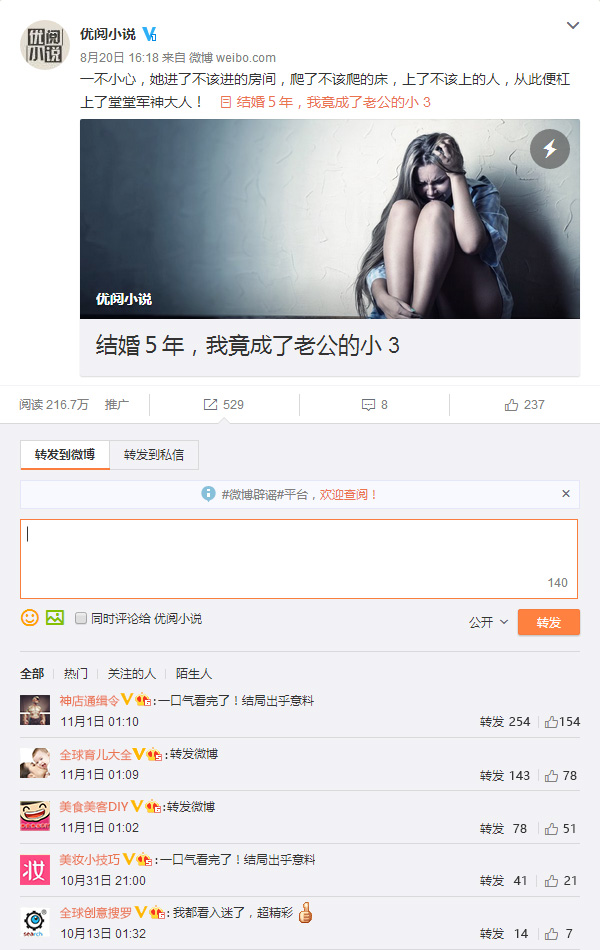 优阅小说
优阅小说
8月20日 16:18 来自 微博 weibo.com
一不小心，她进了不该进的房间，爬了不该爬的床，上了不该上的人，从此便杠
上了堂堂军神大人！ 结婚５年，我竟成了老公的小３
优阅小说
结婚５年，我竟成了老公的小３
阅读 216.7万 推广 529 8 237
转发到微博 转发到私信
#微博辟谣#平台，欢迎查阅！ ×
140
同时评论给 优阅小说 公开 转发
全部 热门 关注的人 陌生人
神店通缉令:一口气看完了！结局出乎意料
11月1日 01:10 转发 254 154
全球育儿大全:转发微博
11月1日 01:09 转发 143 78
美食美客DIY:转发微博
11月1日 01:02 转发 78 51
妆
美妆小技巧:一口气看完了！结局出乎意料
10月31日 21:00 转发 41 21
search
全球创意搜罗:我都看入迷了，超精彩
10月13日 01:32 转发 14 7